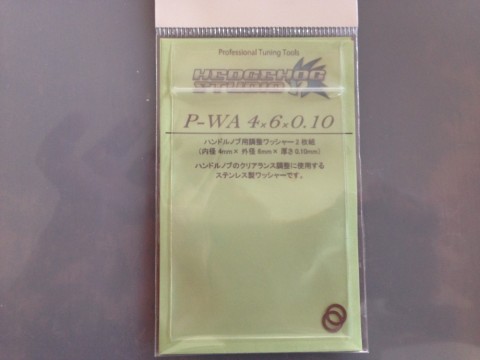 Professional Tuning Tools
HEDGEHOG
STUDIO
P-WA 4×6×0.10
ハンドルノブ用調整ワッシャー2枚組
（内径 4mm× 外径 6mm× 厚さ0.10mm）
ハンドルノブのクリアランス調整に使用する
ステンレス製ワッシャーです。